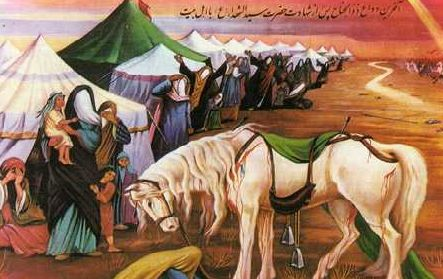 آخرین وداع ذوالجناح پس از شهادت حضرت سیدالشهداء (ع) با اهل بیت